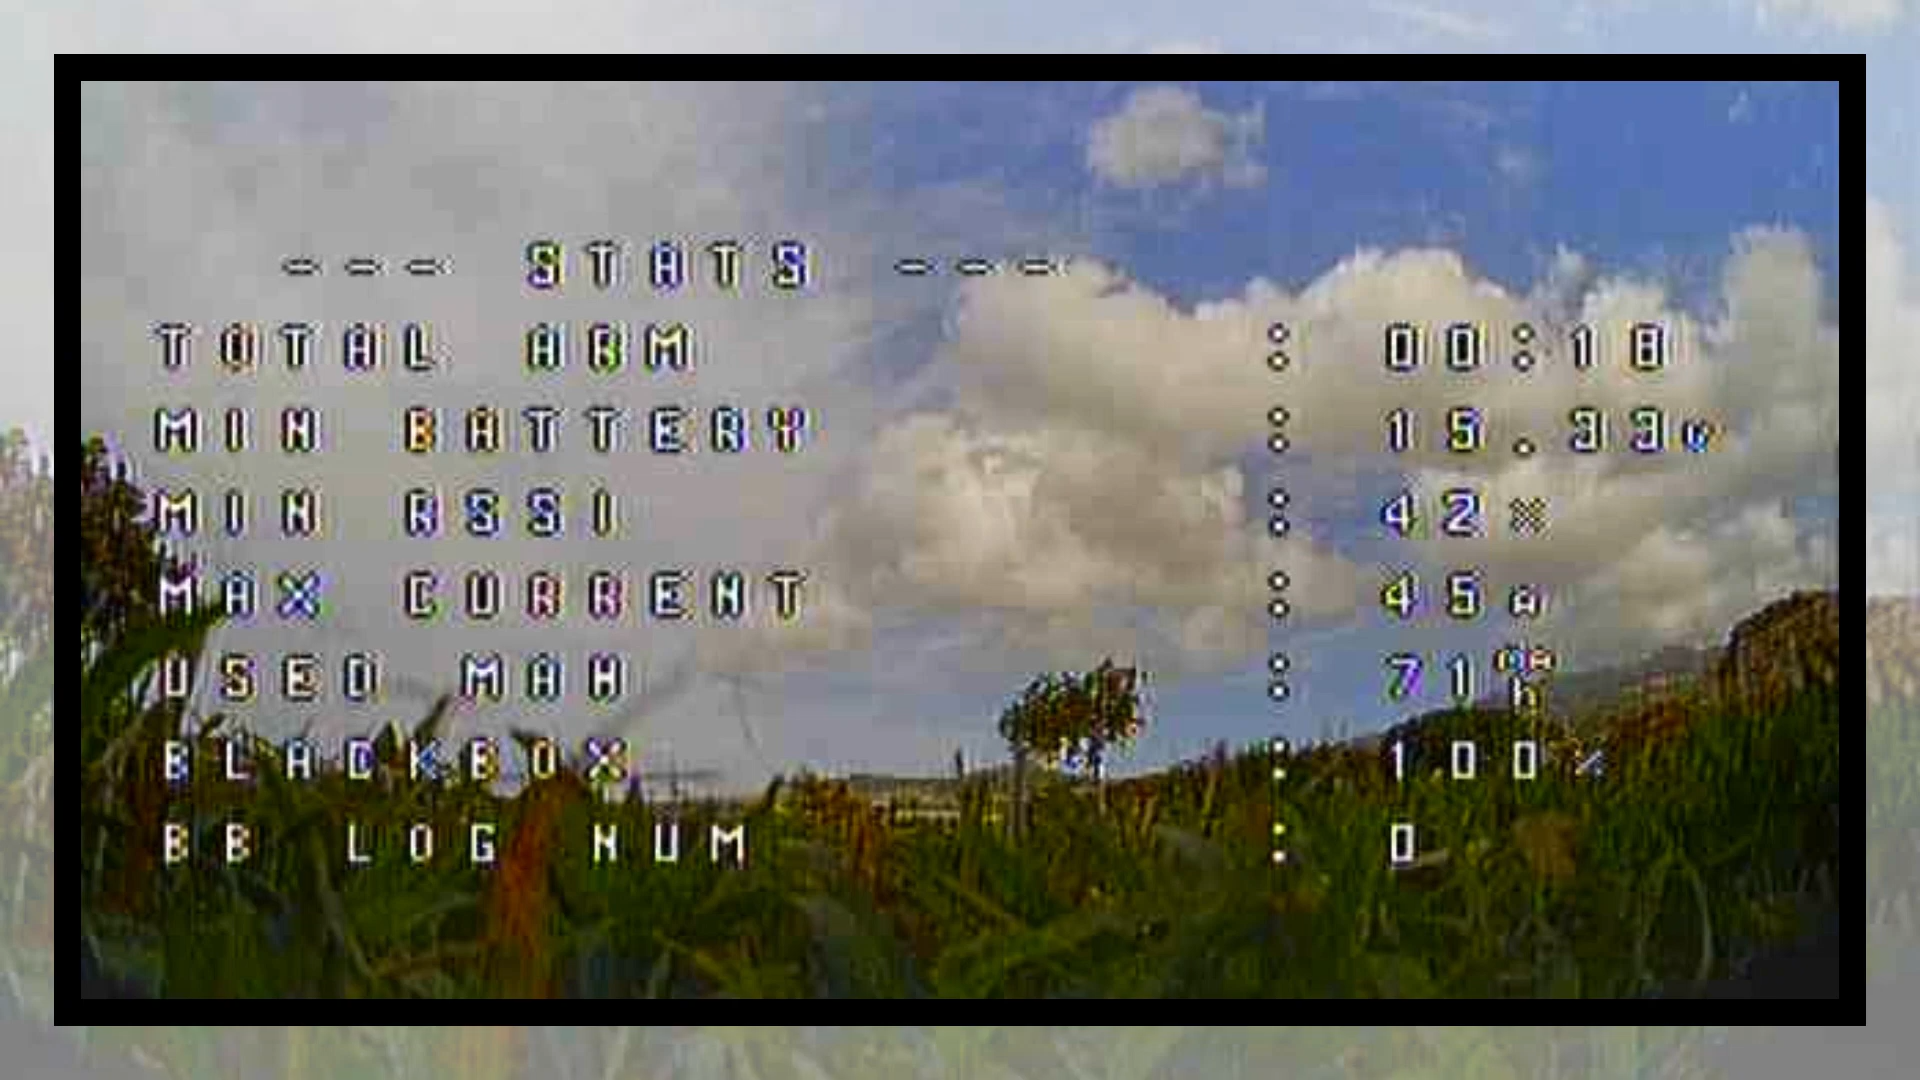 --- STATS ---
TOTAL ARM : 00:18
MIN BATTERY : 15.33V
MIN RSSI : 42%
MAX CURRENT : 45A
USED MAH : 71mAh
BLACKBOX : 100%
BB LOG NUM : 0